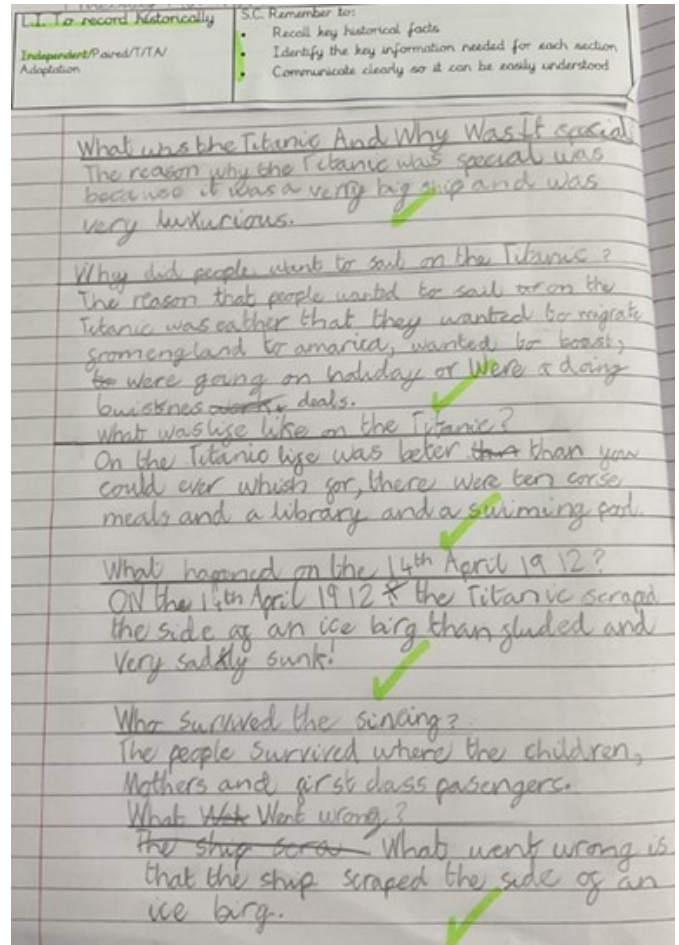 L.I. To record historically
Independent/Paired/T/TA/
Adaptation
S.C. Remember to:
Recall key historical facts
Identify the key information needed for each section
Communicate clearly so it can be easily understood
What was the Titanic And Why Was It special
The reason why the Titanic was special was
because it was a very big ship and was
very luxurious.
Why did people want to sail on the Titanic?
The reason that people wantid to sail on the
Titanic was eather that they wanted to migrate
from england to amarica, wanted to boast,
were going on holiday or Were doing
buisknes deals.
What was life like on the Titanic?
On the Titanic life was beter than you
could ever whish for, there were ten corse
meals and a library and a swiming pool.
What happned on the 14th April 1912?
ON the 14th April 1912 the Titanic scrapd
the side of an ice birg than fluded and
Very sadly sunk!
Who Survived the sincing?
The people Survived where the children,
Mothers and first class pasengers.
What Went wrong?
The ship scra What went wrong is
that the ship scraped the side of an
ice birg.